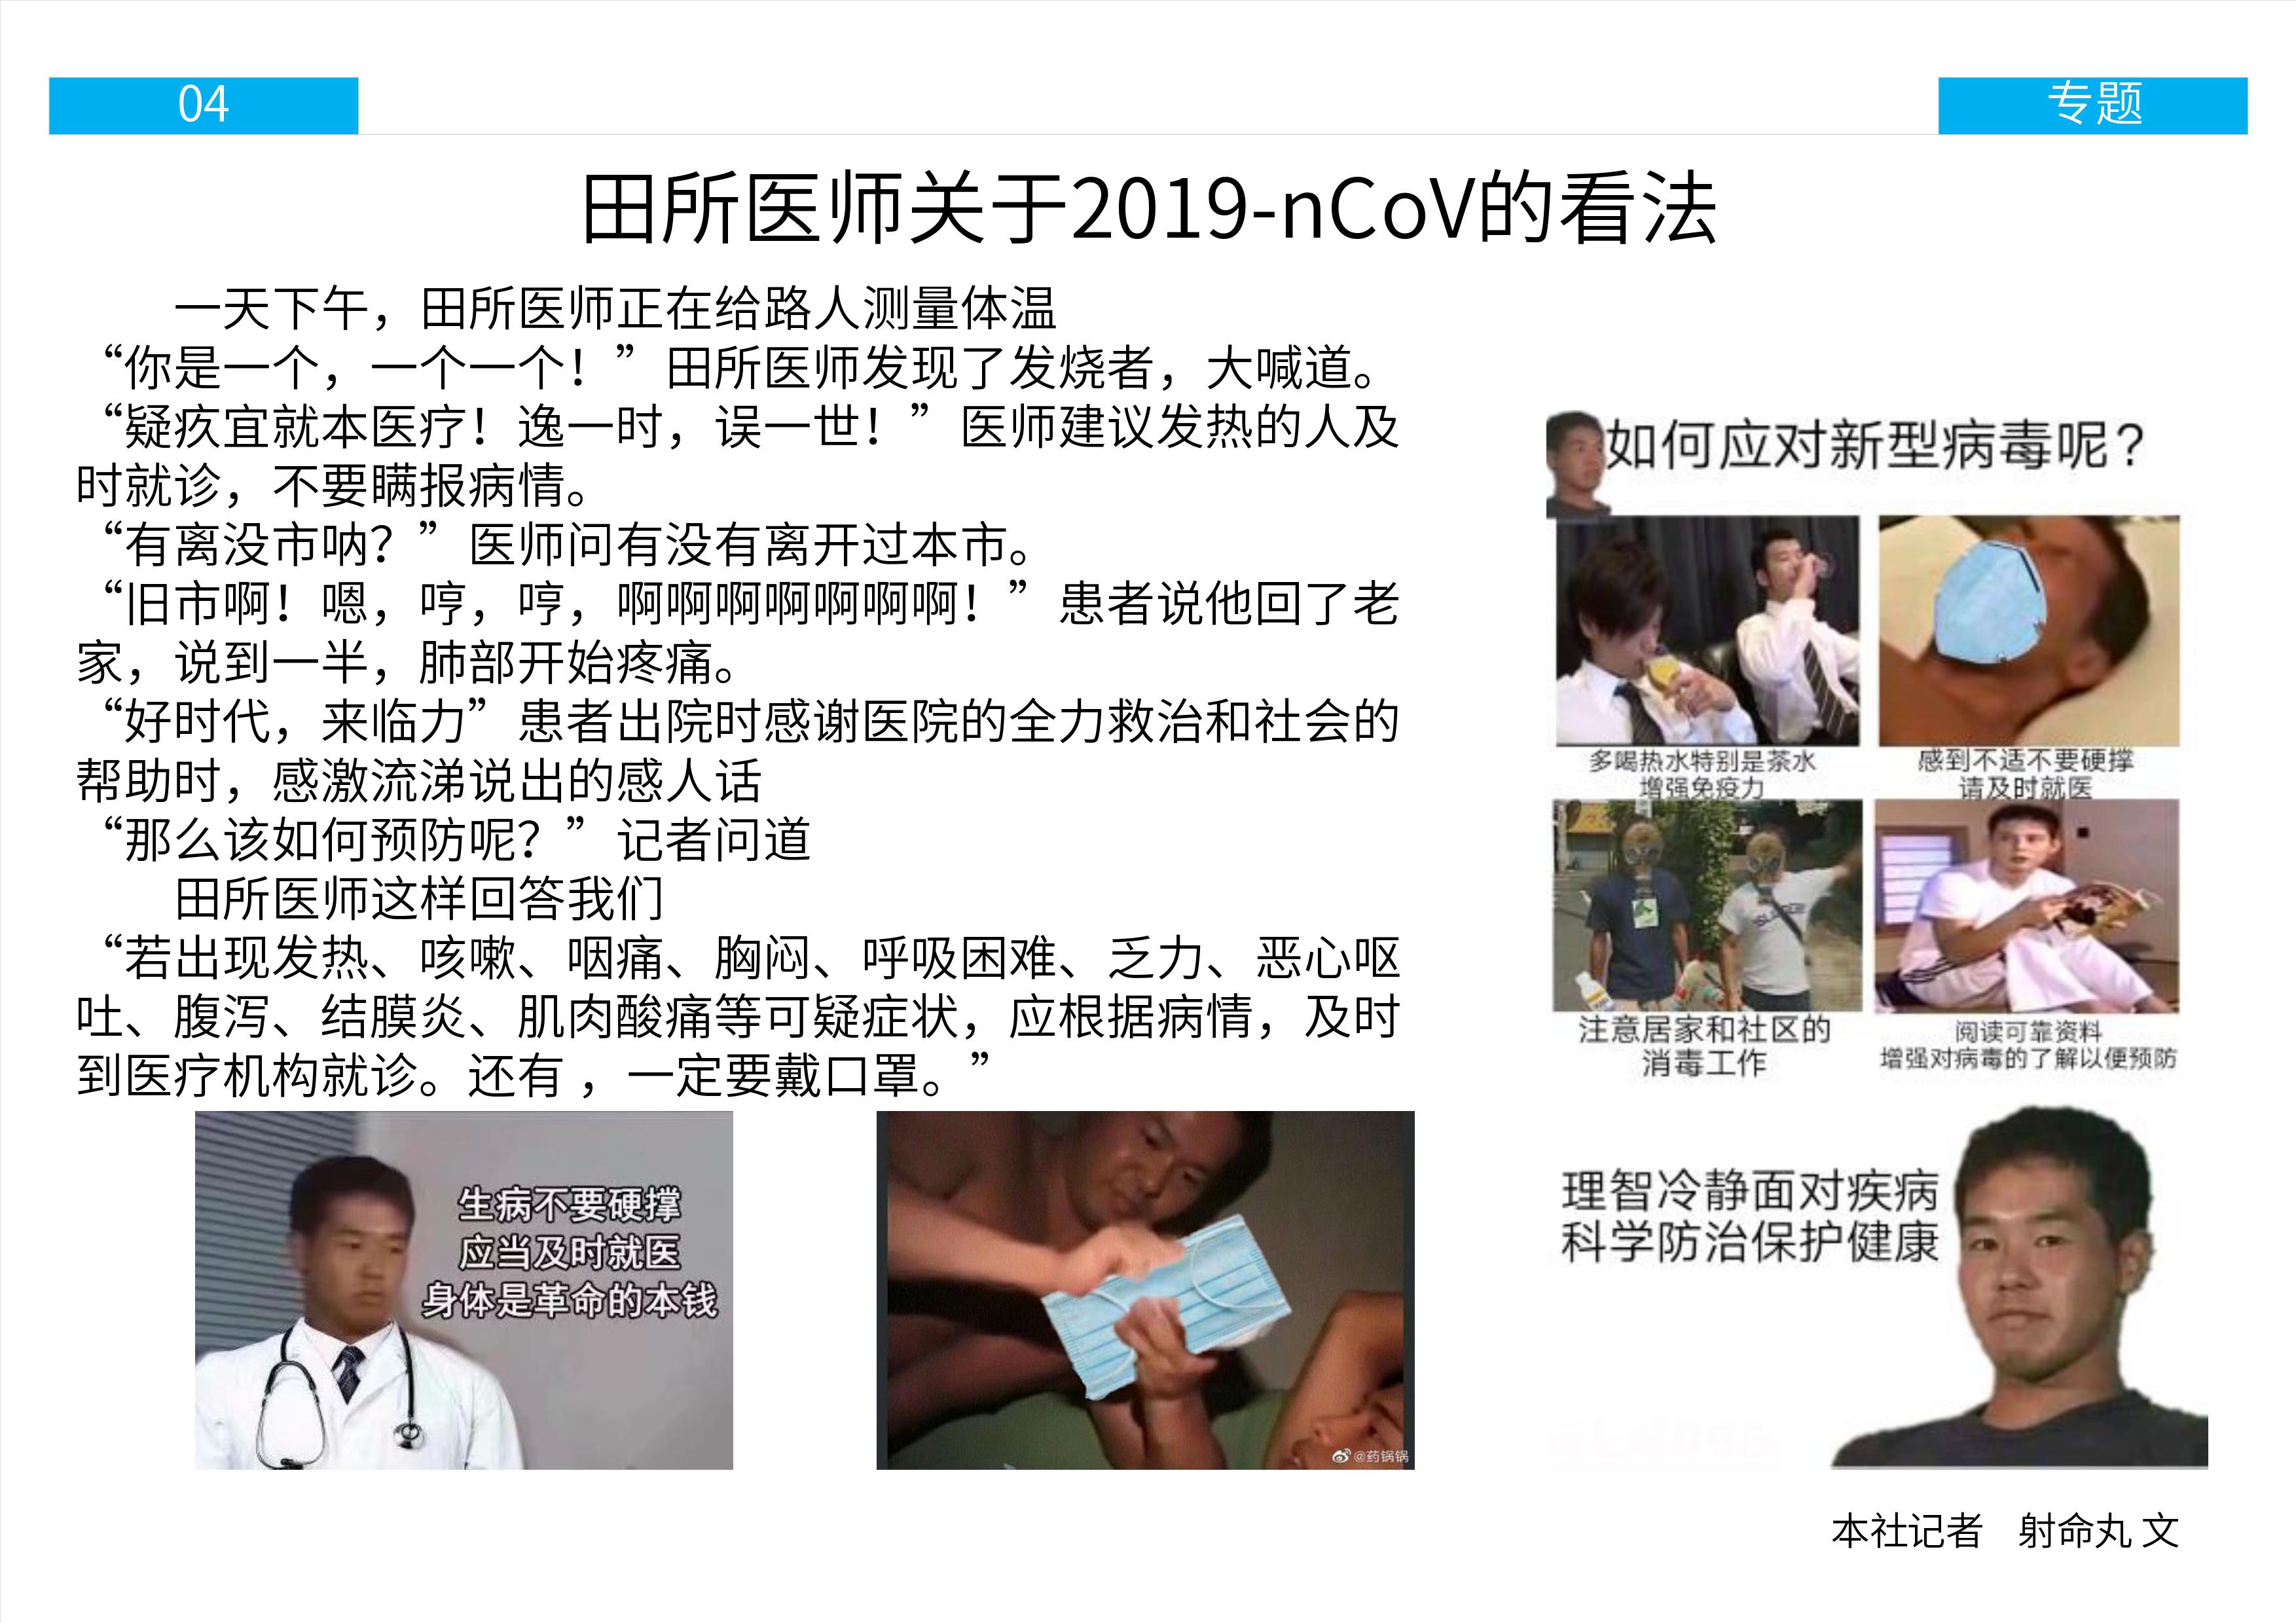 04
专题
田所医师关于2019-nCoV的看法
一天下午，田所医师正在给路人测量体温
“你是一个，一个一个！”田所医师发现了发烧者，大喊道。
“疑疚宜就本医疗！逸一时，误一世！”医师建议发热的人及
时就诊，不要瞒报病情。
“有离没市呐？”医师问有没有离开过本市。
“旧市啊！嗯，哼，哼，啊啊啊啊啊啊啊！”患者说他回了老
家，说到一半，肺部开始疼痛。
“好时代，来临力”患者出院时感谢医院的全力救治和社会的
帮助时，感激流涕说出的感人话
“那么该如何预防呢？”记者问道
田所医师这样回答我们
“若出现发热、咳嗽、咽痛、胸闷、呼吸困难、乏力、恶心呕
吐、腹泻、结膜炎、肌肉酸痛等可疑症状，应根据病情，及时
到医疗机构就诊。还有 ，一定要戴口罩。”
生病不要硬撑
应当及时就医
身体是革命的本钱
@药锅锅
如何应对新型病毒呢？
多喝热水特别是茶水
增强免疫力
感到不适不要硬撑
请及时就医
注意居家和社区的
消毒工作
阅读可靠资料
增强对病毒的了解以便预防
理智冷静面对疾病
科学防治保护健康
本社记者 射命丸 文